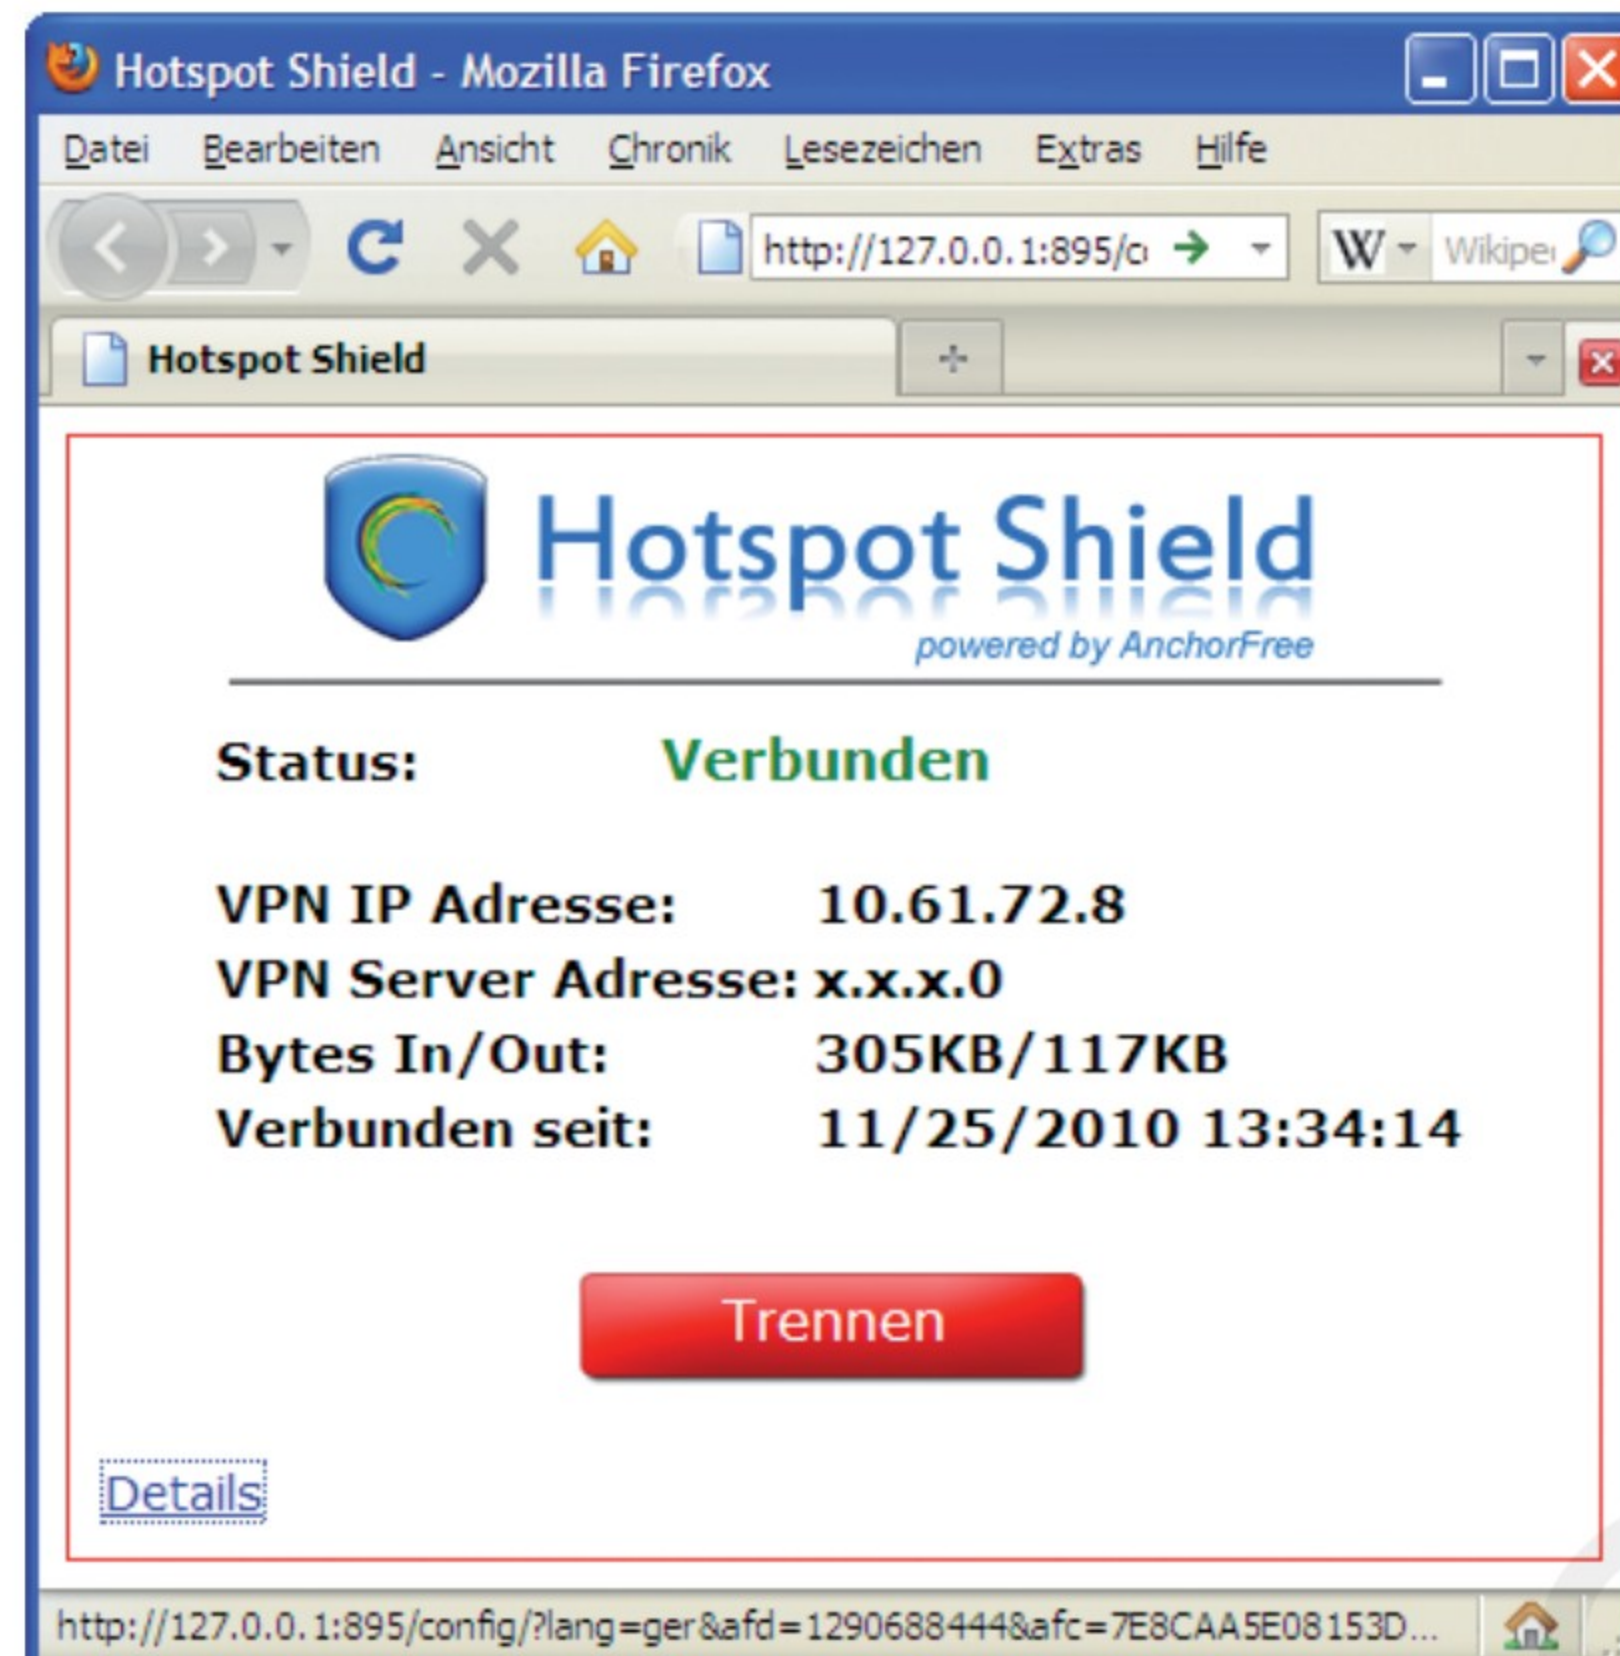 Hotspot Shield - Mozilla Firefox
Datei Bearbeiten Ansicht Chronik Lesezeichen Extras Hilfe
http://127.0.0.1:895/ W
Hotspot Shield
Hotspot Shield
powered by AnchorFree
Status: Verbunden
VPN IP Adresse: 10.61.72.8
VPN Server Adresse: x.x.x.0
Bytes In/Out: 305KB/117KB
Verbunden seit: 11/25/2010 13:34:14
Trennen
Details
http://127.0.0.1:895/config/?lang=ger&afd=1290688444&afc=7E8CAA5E08153D...